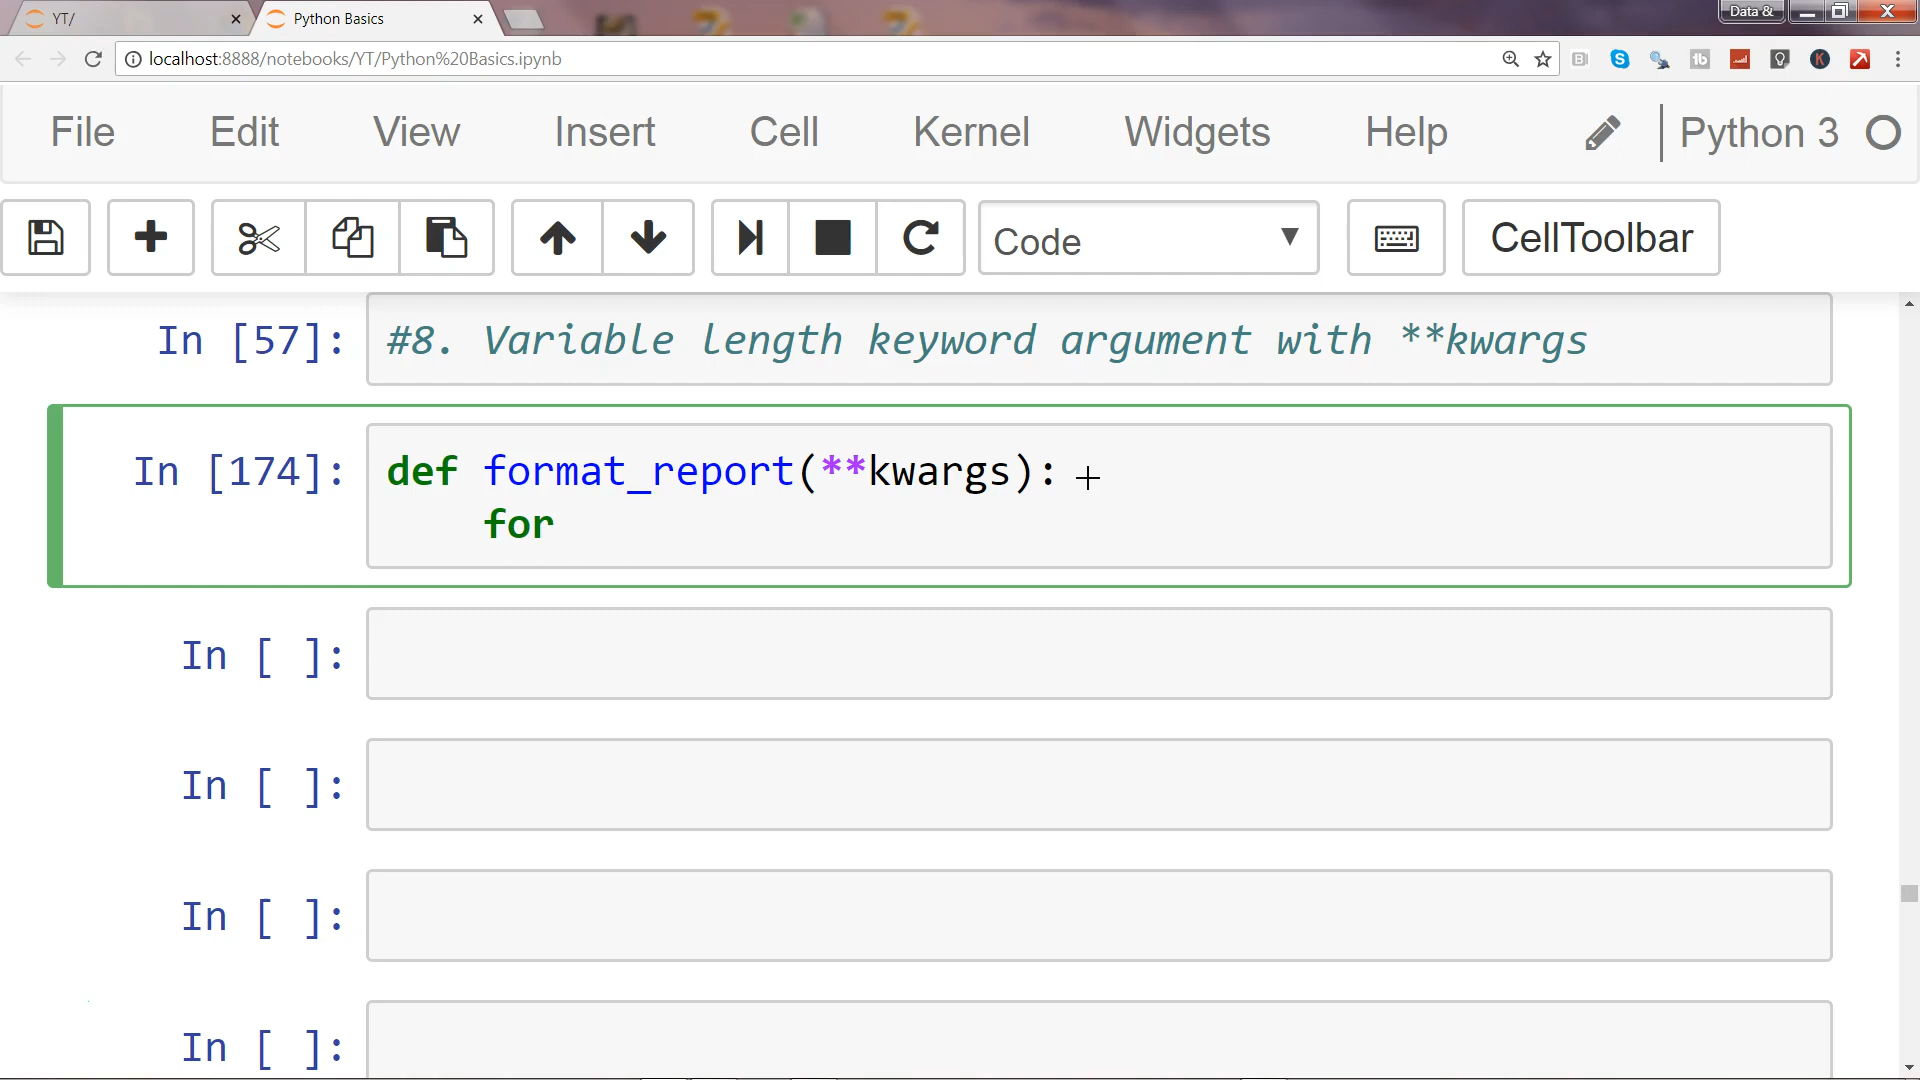 YT/
Python Basics
Data &
localhost:8888/notebooks/YT/Python%20Basics.ipynb
File Edit View Insert Cell Kernel Widgets Help Python 3
Code CellToolbar
In [57]: #8. Variable length keyword argument with **kwargs
In [174]: def format_report(**kwargs):
for
In [ ]:
In [ ]:
In [ ]:
In [ ]: